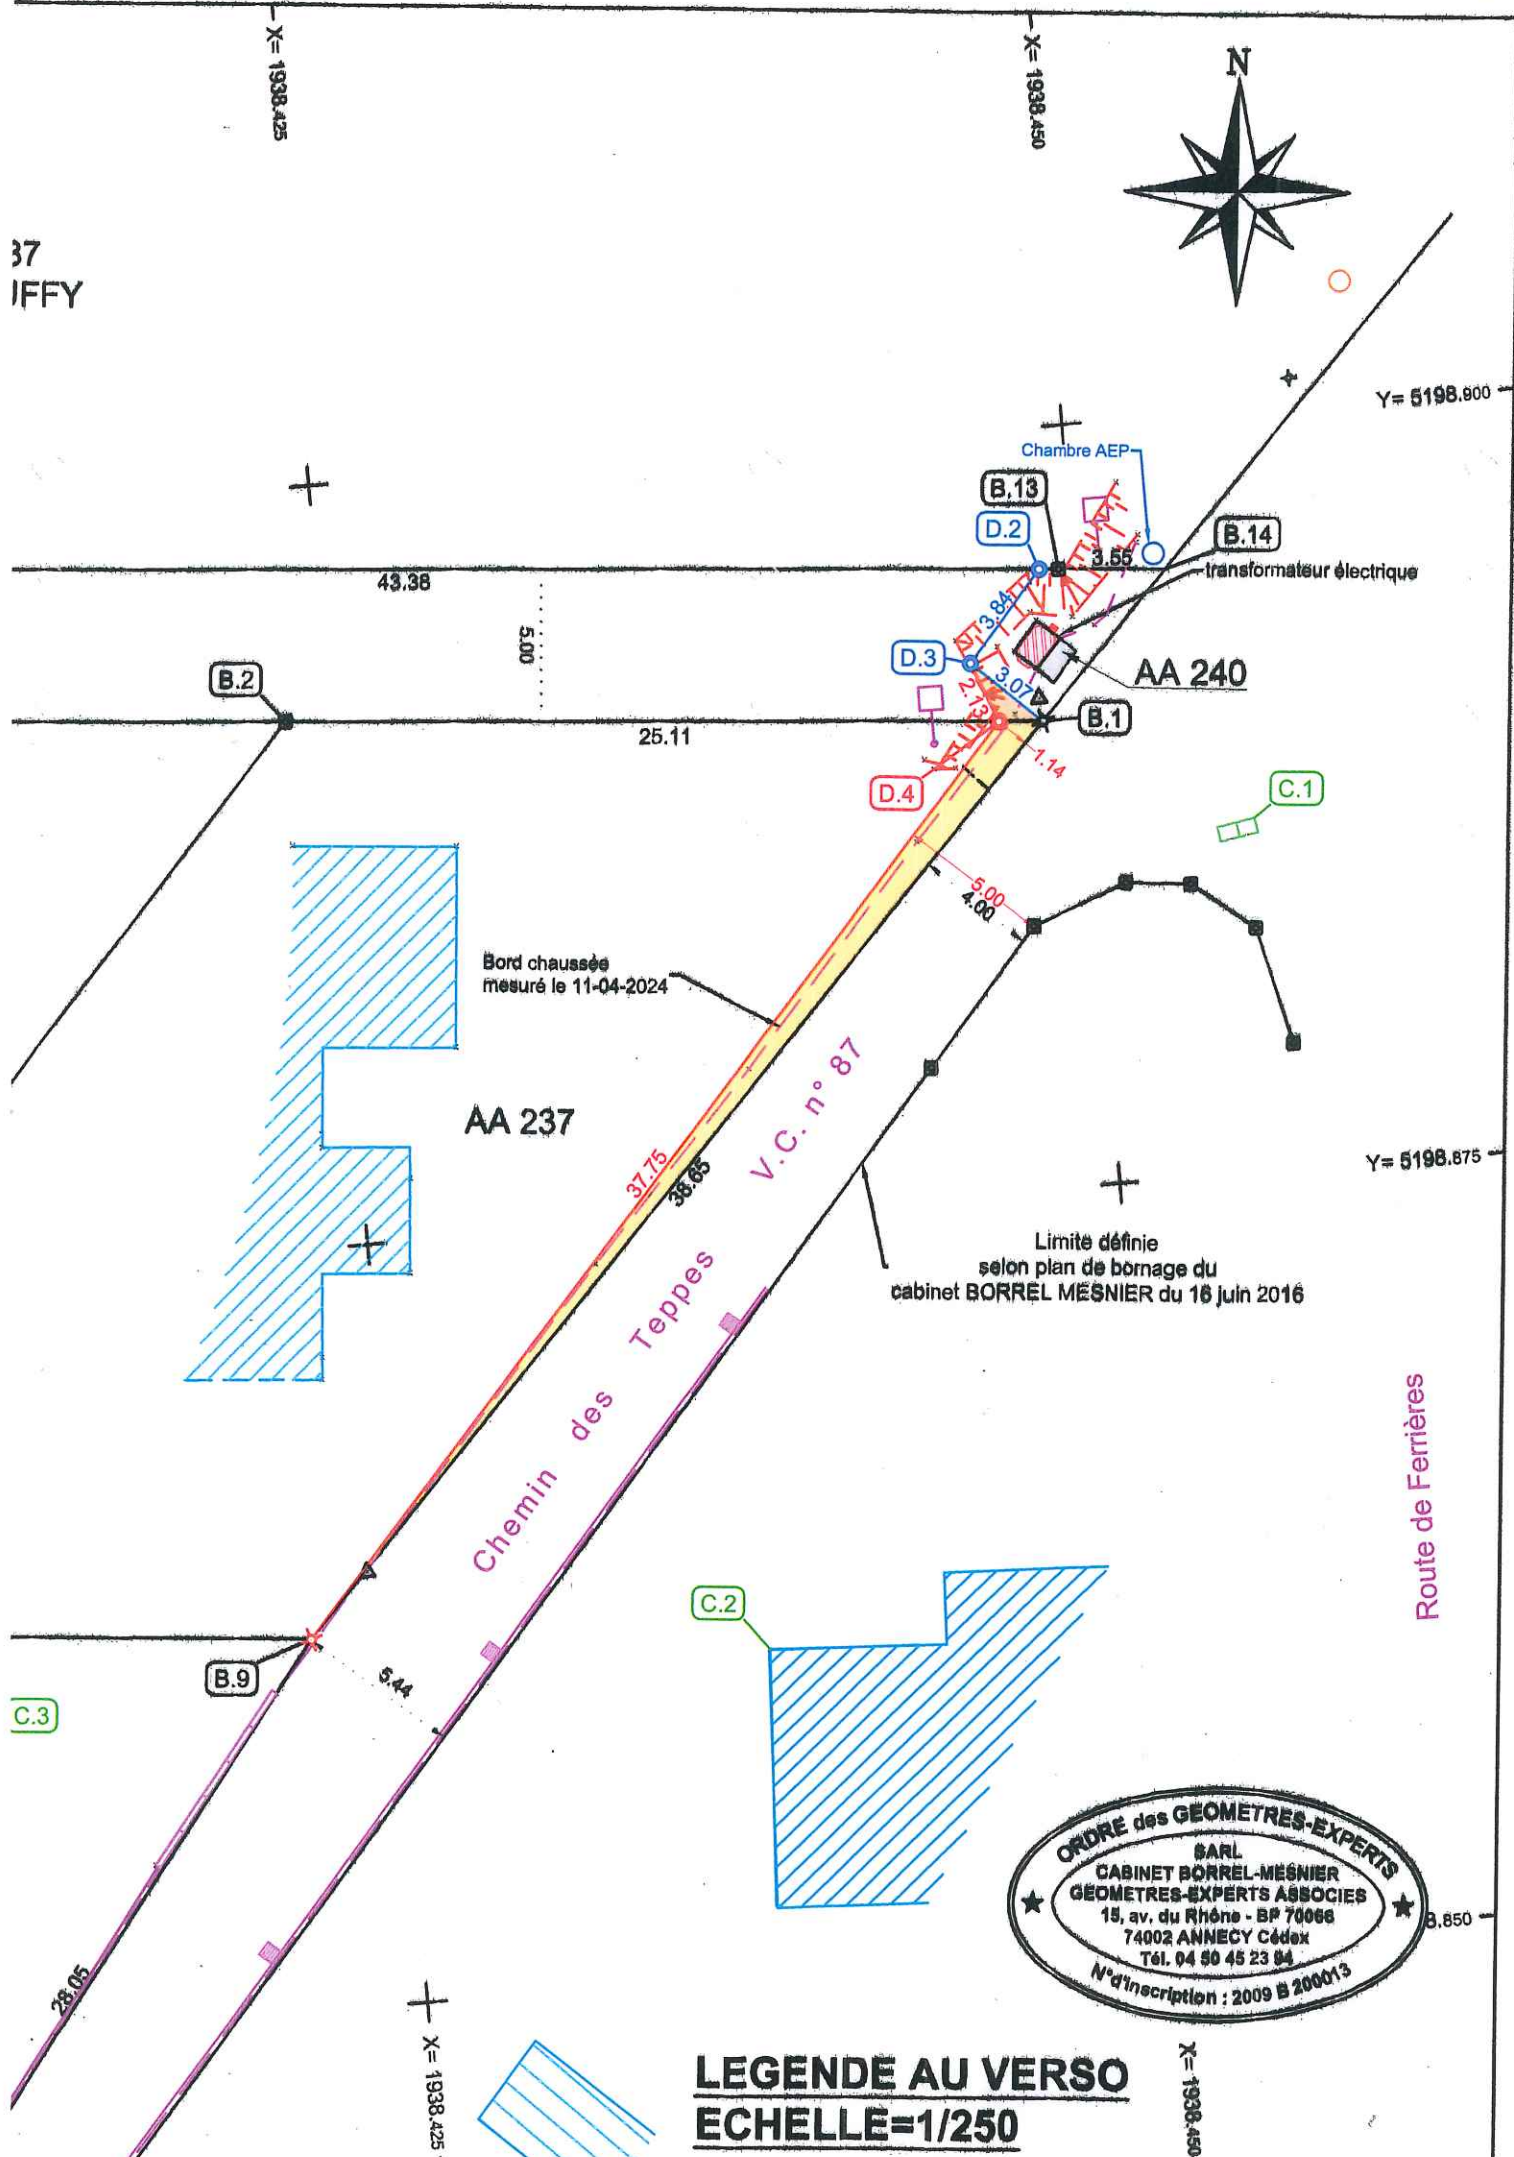 X= 1938.425
X= 1938.450
N
37
IFFY
Y= 5198.900
Chambre AEP
B.13
D.2
B.14
3.55
transformateur électrique
43.38
5.00
3.84
D.3
3.07
AA 240
B.2
2.13
B.1
25.11
1.14
D.4
C.1
5.00
4.00
Bord chaussée
mesuré le 11-04-2024
V.C. n° 87
AA 237
37.75
38.65
Y= 5198.875
Limite définie
selon plan de bornage du
cabinet BORREL MESNIER du 16 juin 2016
Chemin des Teppes
Route de Ferrières
C.2
B.9
5.44
C.3
ORDRE des GEOMETRES-EXPERTS
SARL
CABINET BORREL-MESNIER
GEOMETRES-EXPERTS ASSOCIES
15, av. du Rhône - BP 70066
74002 ANNECY Cédex
Tél. 04 50 45 23 94
N°d'inscription : 2009 B 200013
8.850
28.05
X= 1938.425
X= 1938.450
LEGENDE AU VERSO
ECHELLE=1/250